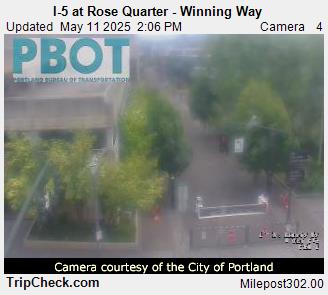 I-5 at Rose Quarter - Winning Way
Updated May 11 2025 2:06 PM Camera 4
PBOT
PORTLAND BUREAU OF TRANSPORTATION
Camera courtesy of the City of Portland
TripCheck.com Milepost302.00